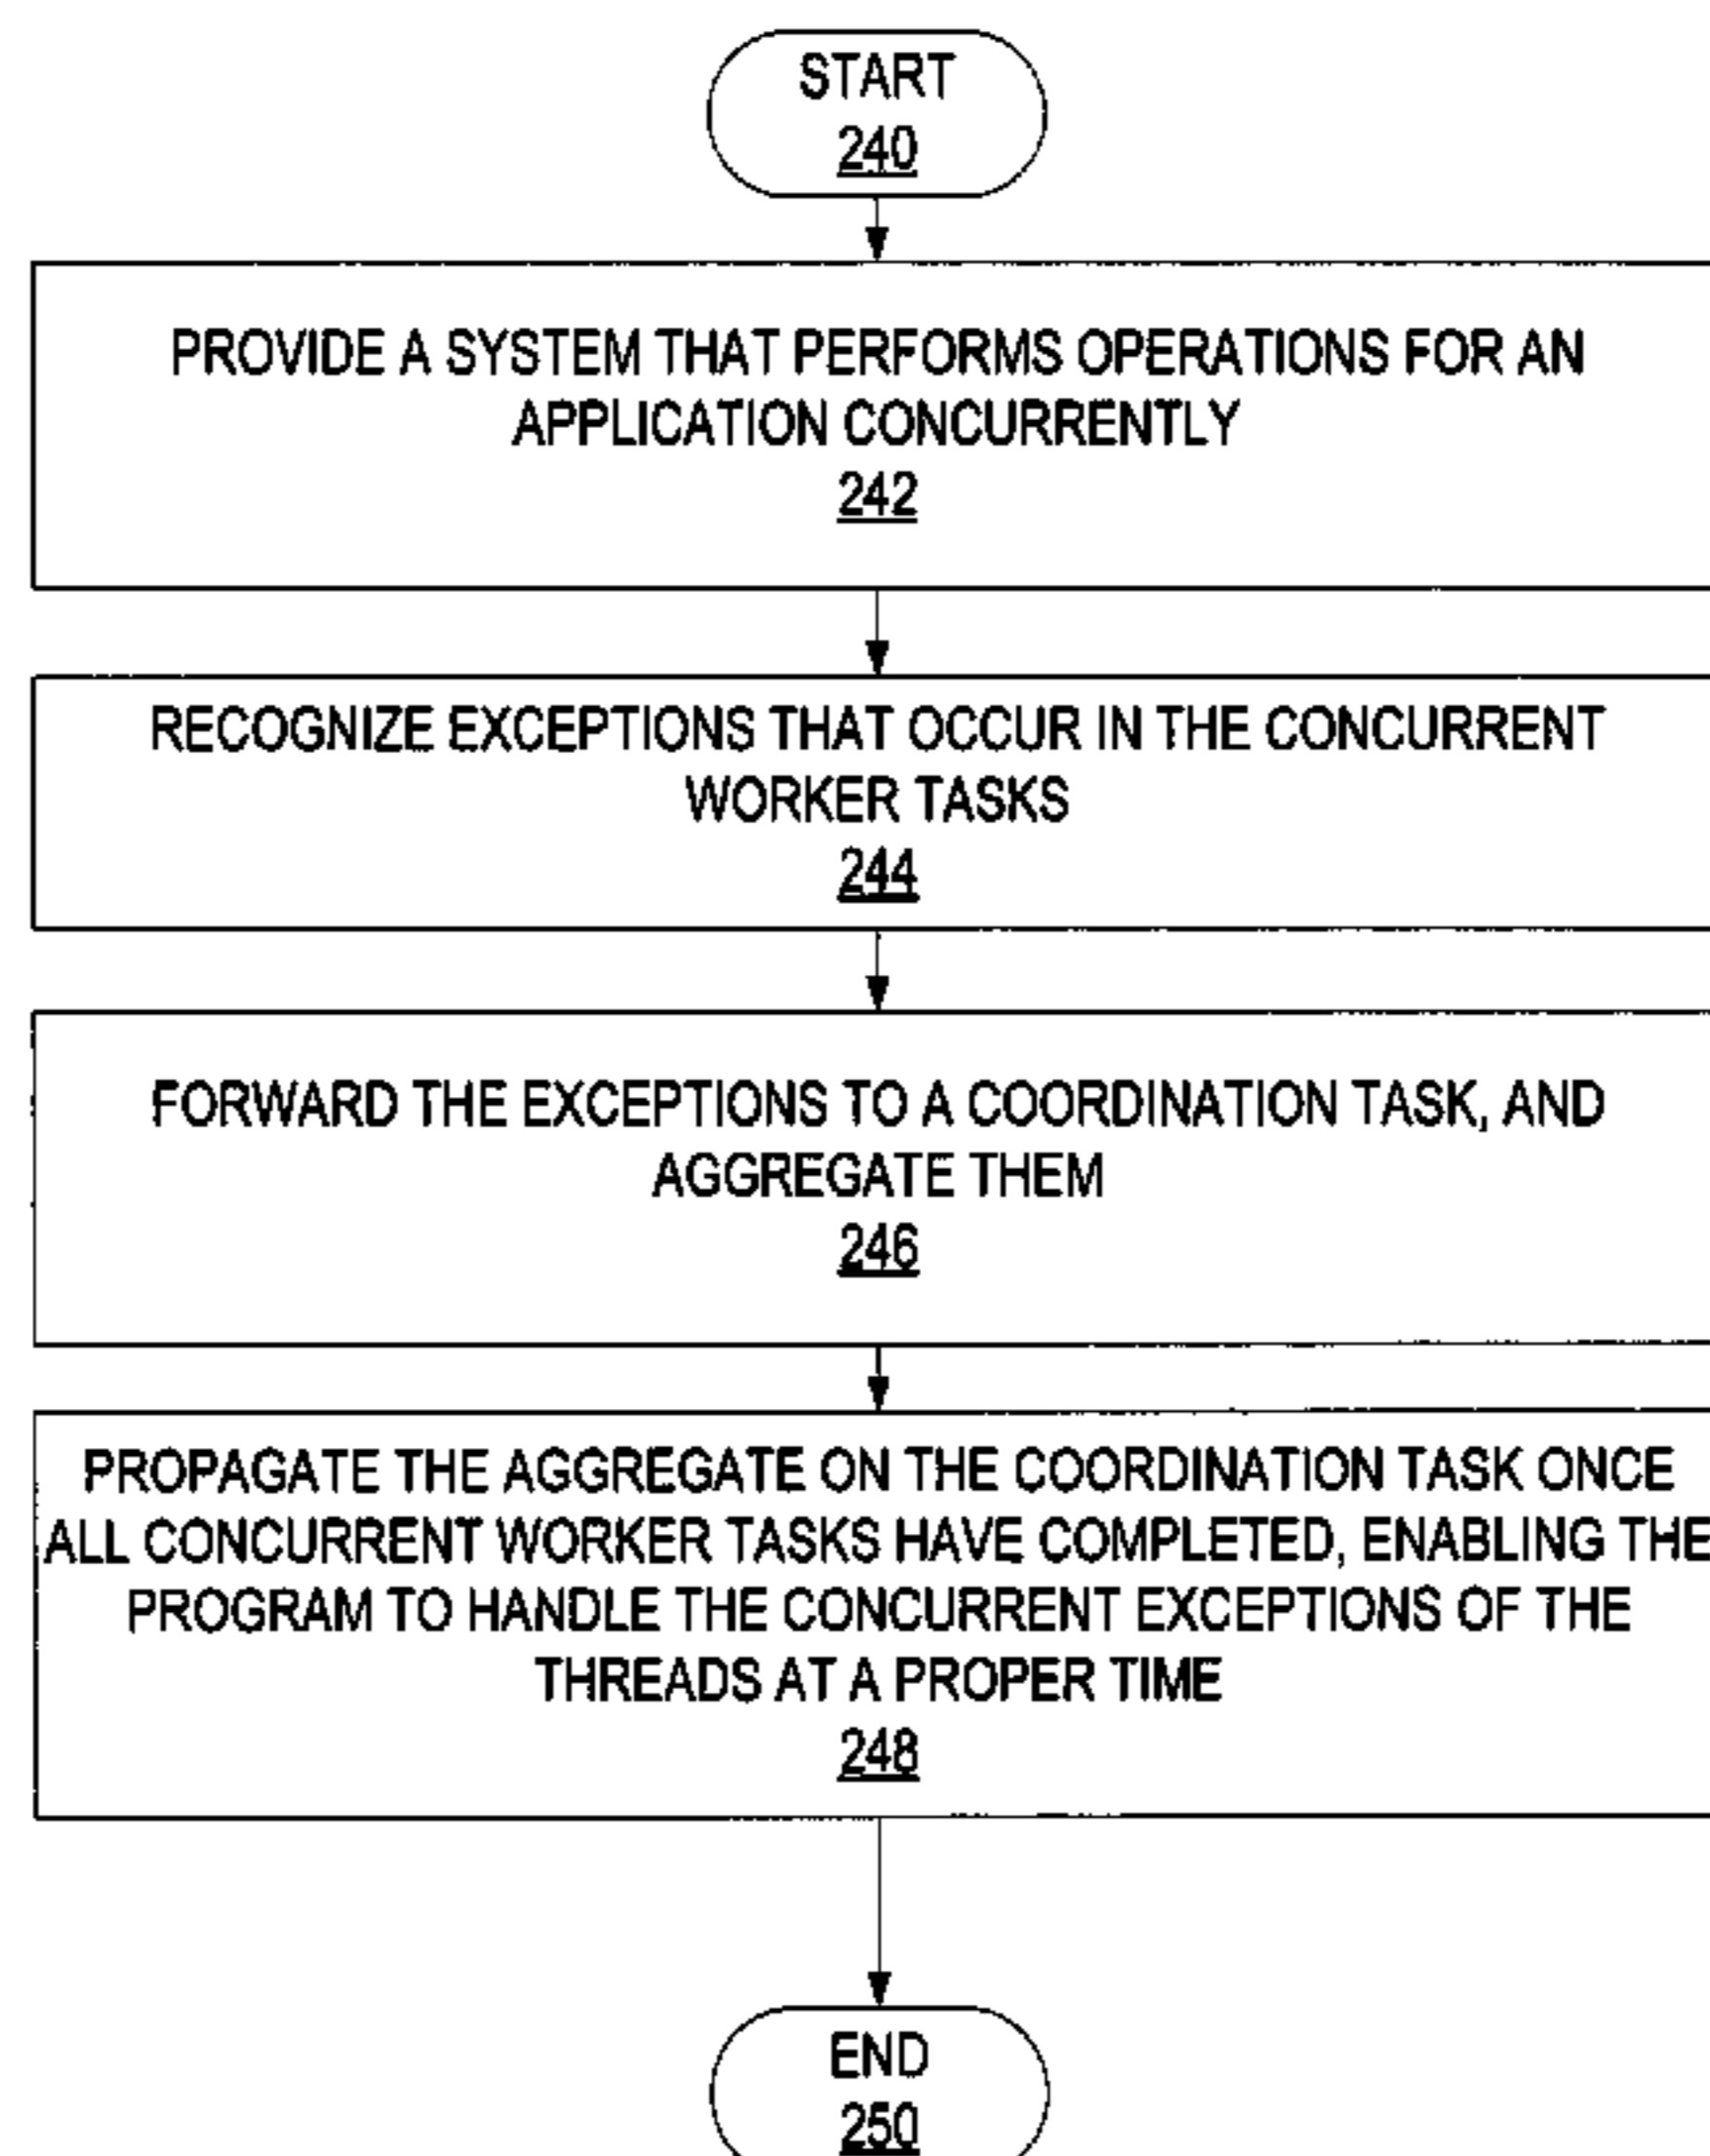 START
240
PROVIDE A SYSTEM THAT PERFORMS OPERATIONS FOR AN
APPLICATION CONCURRENTLY
242
RECOGNIZE EXCEPTIONS THAT OCCUR IN THE CONCURRENT
WORKER TASKS
244
FORWARD THE EXCEPTIONS TO A COORDINATION TASK, AND
AGGREGATE THEM
246
PROPAGATE THE AGGREGATE ON THE COORDINATION TASK ONCE
ALL CONCURRENT WORKER TASKS HAVE COMPLETED, ENABLING THE
PROGRAM TO HANDLE THE CONCURRENT EXCEPTIONS OF THE
THREADS AT A PROPER TIME
248
END
250